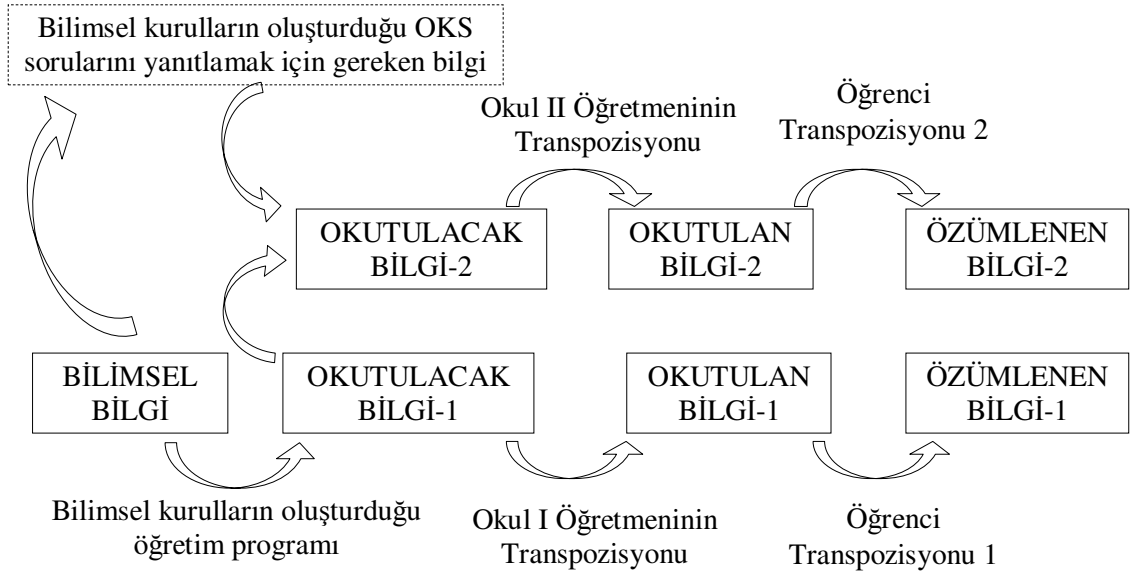 Bilimsel kurulların oluşturduğu OKS
sorularını yanıtlamak için gereken bilgi
Okul II Öğretmeninin
Transpozisyonu
Öğrenci
Transpozisyonu 2
OKUTULACAK
BİLGİ-2
OKUTULAN
BİLGİ-2
ÖZÜMLENEN
BİLGİ-2
BİLİMSEL
BİLGİ
OKUTULACAK
BİLGİ-1
OKUTULAN
BİLGİ-1
ÖZÜMLENEN
BİLGİ-1
Bilimsel kurulların oluşturduğu
öğretim programı
Okul I Öğretmeninin
Transpozisyonu
Öğrenci
Transpozisyonu 1